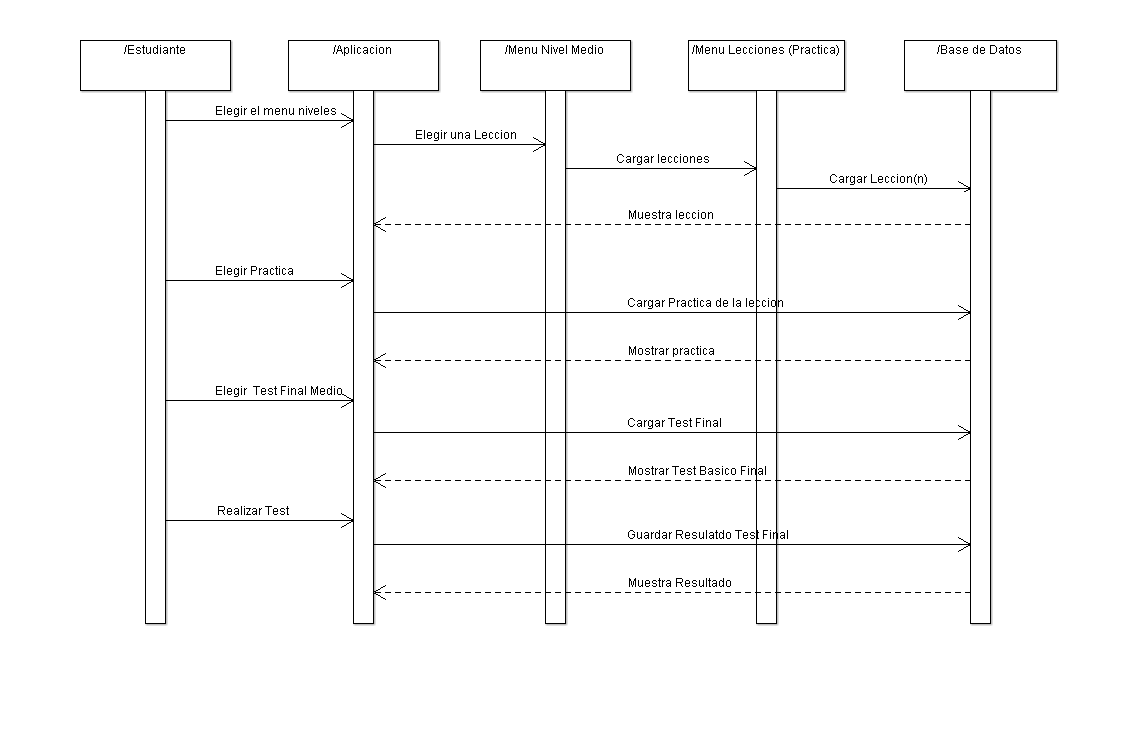 /Estudiante
/Aplicacion
/Menu Nivel Medio
/Menu Lecciones (Practica)
/Base de Datos
Elegir el menu niveles
Elegir una Leccion
Cargar lecciones
Cargar Leccion(n)
Muestra leccion
Elegir Practica
Cargar Practica de la leccion
Mostrar practica
Elegir  Test Final Medio
Cargar Test Final
Mostrar Test Basico Final
Realizar Test
Guardar Resulatdo Test Final
Muestra Resultado